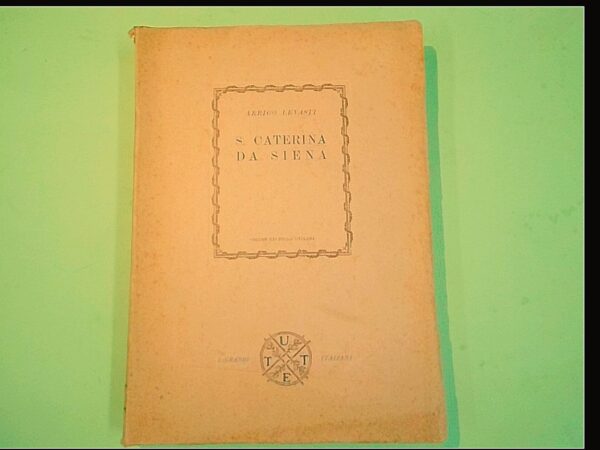 ARRIGO LEVASTI
S. CATERINA
DA SIENA
I GRANDI ITALIANI
U
T T
E